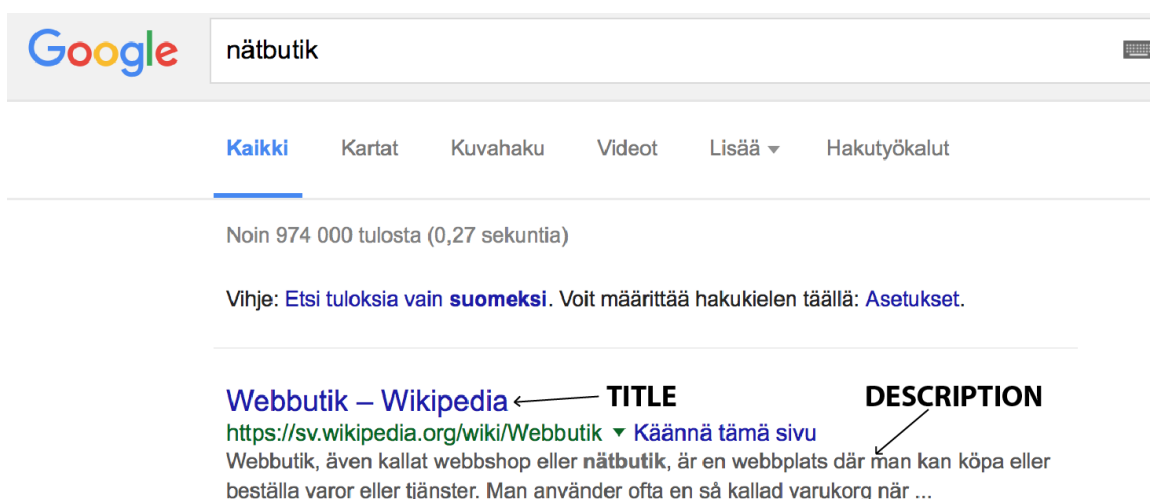 Google nätbutik
Kaikki Kartat Kuvahaku Videot Lisää Hakutyökalut
Noin 974 000 tulosta (0,27 sekuntia)
Vihje: Etsi tuloksia vain suomeksi. Voit määrittää hakukielen täällä: Asetukset.
Webbutik – Wikipedia TITLE DESCRIPTION
https://sv.wikipedia.org/wiki/Webbutik Käännä tämä sivu
Webbutik, även kallat webbshop eller nätbutik, är en webbplats där man kan köpa eller
beställa varor eller tjänster. Man använder ofta en så kallad varukorg när ...